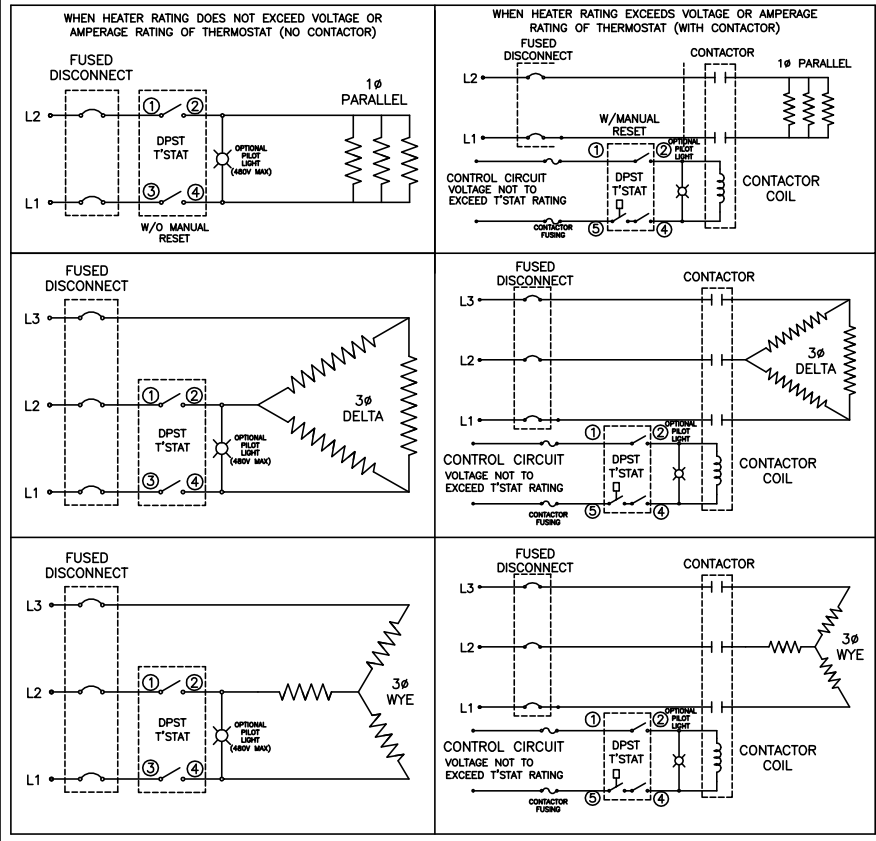 WHEN HEATER RATING DOES NOT EXCEED VOLTAGE OR
AMPERAGE RATING OF THERMOSTAT (NO CONTACTOR)
FUSED
DISCONNECT
1ø
PARALLEL
L2
1
2
DPST
T'STAT
OPTIONAL
PILOT
LIGHT
(480V MAX)
3
4
L1
W/O MANUAL
RESET
WHEN HEATER RATING EXCEEDS VOLTAGE OR AMPERAGE
RATING OF THERMOSTAT (WITH CONTACTOR)
FUSED
DISCONNECT
CONTACTOR
1ø PARALLEL
L2
L1
W/MANUAL
RESET
1
2
OPTIONAL
PILOT
LIGHT
CONTROL CIRCUIT
VOLTAGE NOT TO
EXCEED T'STAT RATING
DPST
T'STAT
CONTACTOR
COIL
CONTACTOR
FUSING
5
4
FUSED
DISCONNECT
L3
L2
1
2
3ø
DELTA
DPST
T'STAT
OPTIONAL
PILOT
LIGHT
(480V MAX)
3
4
L1
FUSED
DISCONNECT
CONTACTOR
L3
L2
3ø
DELTA
L1
1
2
OPTIONAL
PILOT
LIGHT
CONTROL CIRCUIT
VOLTAGE NOT TO
EXCEED T'STAT RATING
DPST
T'STAT
CONTACTOR
COIL
CONTACTOR
FUSING
5
4
FUSED
DISCONNECT
L3
L2
1
2
3ø
WYE
DPST
T'STAT
OPTIONAL
PILOT
LIGHT
(480V MAX)
3
4
L1
FUSED
DISCONNECT
CONTACTOR
L3
L2
3ø
WYE
L1
1
2
OPTIONAL
PILOT
LIGHT
CONTROL CIRCUIT
VOLTAGE NOT TO
EXCEED T'STAT RATING
DPST
T'STAT
CONTACTOR
COIL
CONTACTOR
FUSING
5
4